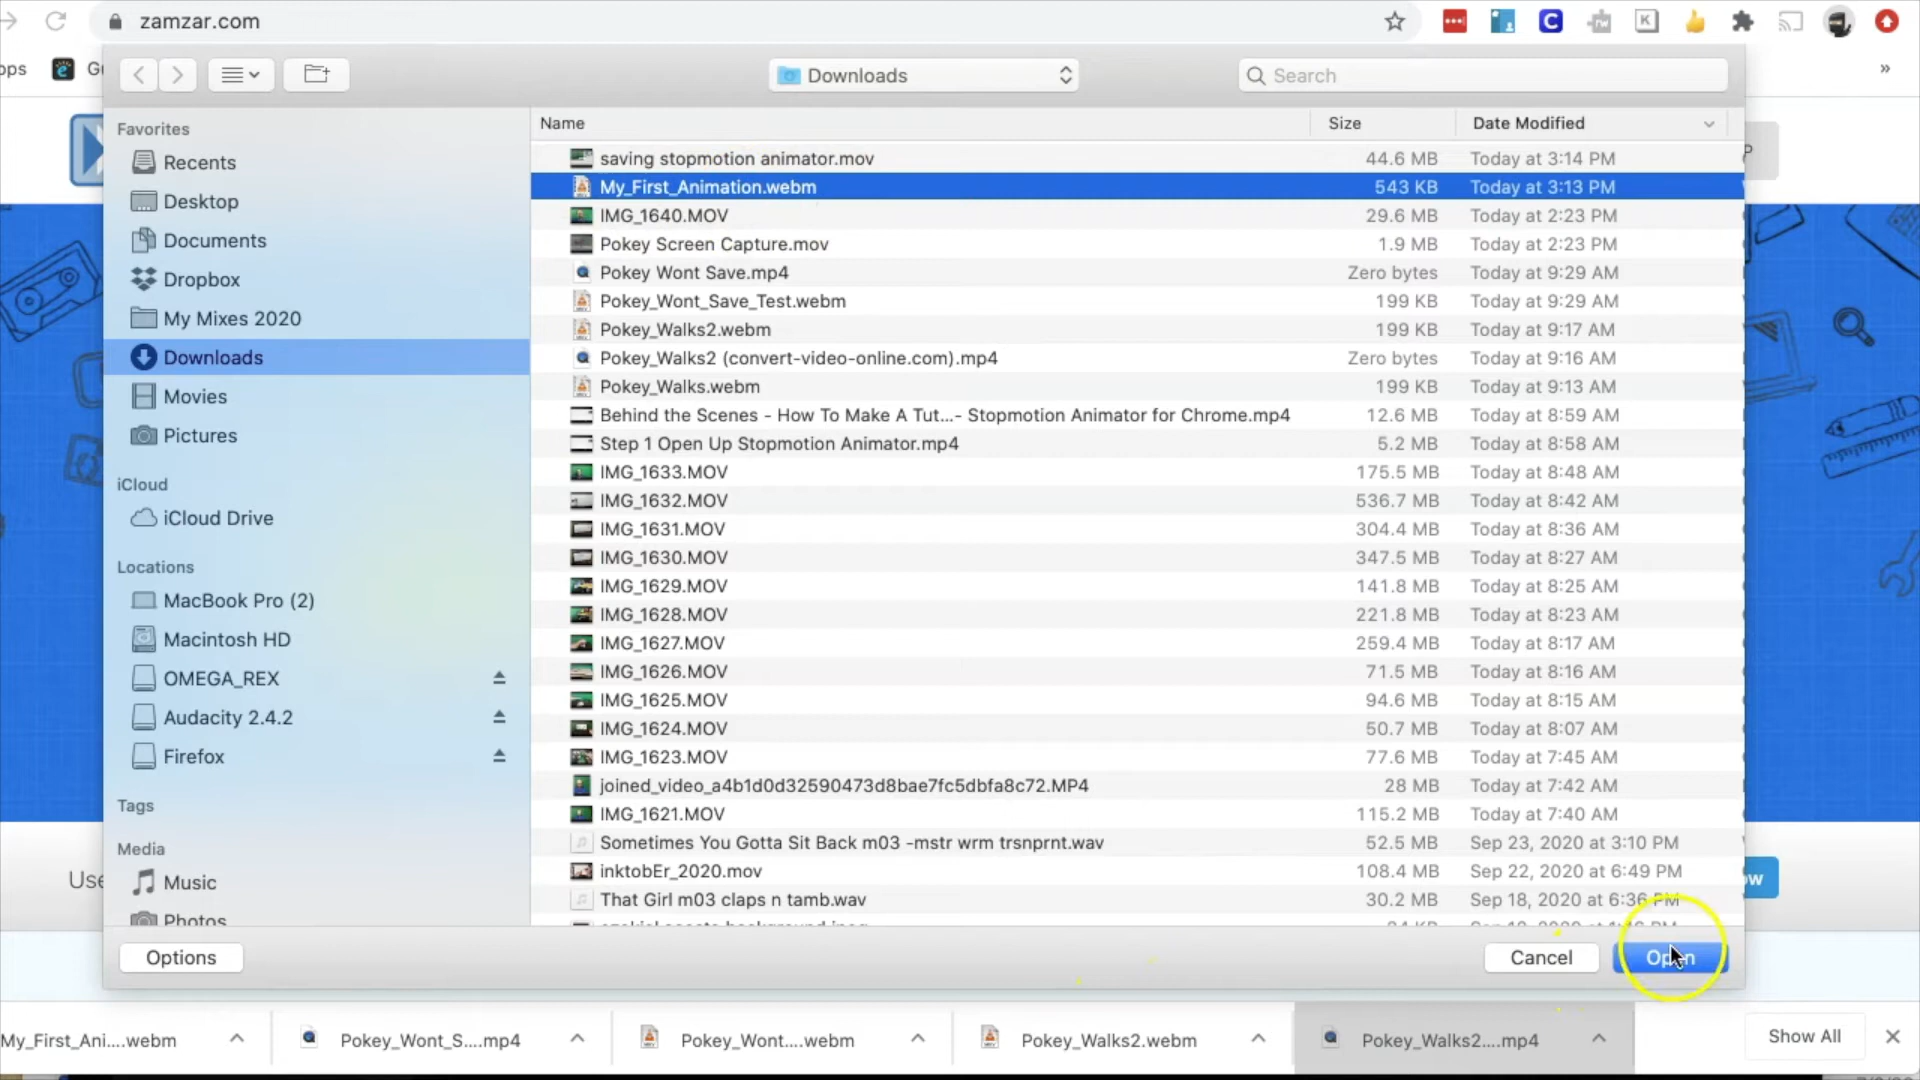 zamzar.com
K
C
ops
Gu
»
Downloads
Search
Favorites
Recents
Desktop
Documents
Dropbox
My Mixes 2020
Downloads
Movies
Pictures
iCloud
iCloud Drive
Locations
MacBook Pro (2)
Macintosh HD
OMEGA_REX
Audacity 2.4.2
Firefox
Tags
Media
Music
Photos
Name Size Date Modified
saving stopmotion animator.mov 44.6 MB Today at 3:14 PM
My_First_Animation.webm 543 KB Today at 3:13 PM
IMG_1640.MOV 29.6 MB Today at 2:23 PM
Pokey Screen Capture.mov 1.9 MB Today at 2:23 PM
Pokey Wont Save.mp4 Zero bytes Today at 9:29 AM
Pokey_Wont_Save_Test.webm 199 KB Today at 9:29 AM
Pokey_Walks2.webm 199 KB Today at 9:17 AM
Pokey_Walks2 (convert-video-online.com).mp4 Zero bytes Today at 9:16 AM
Pokey_Walks.webm 199 KB Today at 9:13 AM
Behind the Scenes - How To Make A Tut...- Stopmotion Animator for Chrome.mp4 12.6 MB Today at 8:59 AM
Step 1 Open Up Stopmotion Animator.mp4 5.2 MB Today at 8:58 AM
IMG_1633.MOV 175.5 MB Today at 8:48 AM
IMG_1632.MOV 536.7 MB Today at 8:42 AM
IMG_1631.MOV 304.4 MB Today at 8:36 AM
IMG_1630.MOV 347.5 MB Today at 8:27 AM
IMG_1629.MOV 141.8 MB Today at 8:25 AM
IMG_1628.MOV 221.8 MB Today at 8:23 AM
IMG_1627.MOV 259.4 MB Today at 8:17 AM
IMG_1626.MOV 71.5 MB Today at 8:16 AM
IMG_1625.MOV 94.6 MB Today at 8:15 AM
IMG_1624.MOV 50.7 MB Today at 8:07 AM
IMG_1623.MOV 77.6 MB Today at 7:45 AM
joined_video_a4b1d0d32590473d8bae7fc5dbfa8c72.MP4 28 MB Today at 7:42 AM
IMG_1621.MOV 115.2 MB Today at 7:40 AM
Sometimes You Gotta Sit Back m03 -mstr wrm trsnprnt.wav 52.5 MB Sep 23, 2020 at 3:10 PM
inktobEr_2020.mov 108.4 MB Sep 22, 2020 at 6:49 PM
That Girl m03 claps n tamb.wav 30.2 MB Sep 18, 2020 at 6:36 PM
Use
ow
Options
Cancel
Open
My_First_Ani....webm
Pokey_Wont_S....mp4
Pokey_Wont....webm
Pokey_Walks2.webm
Pokey_Walks2....mp4
Show All